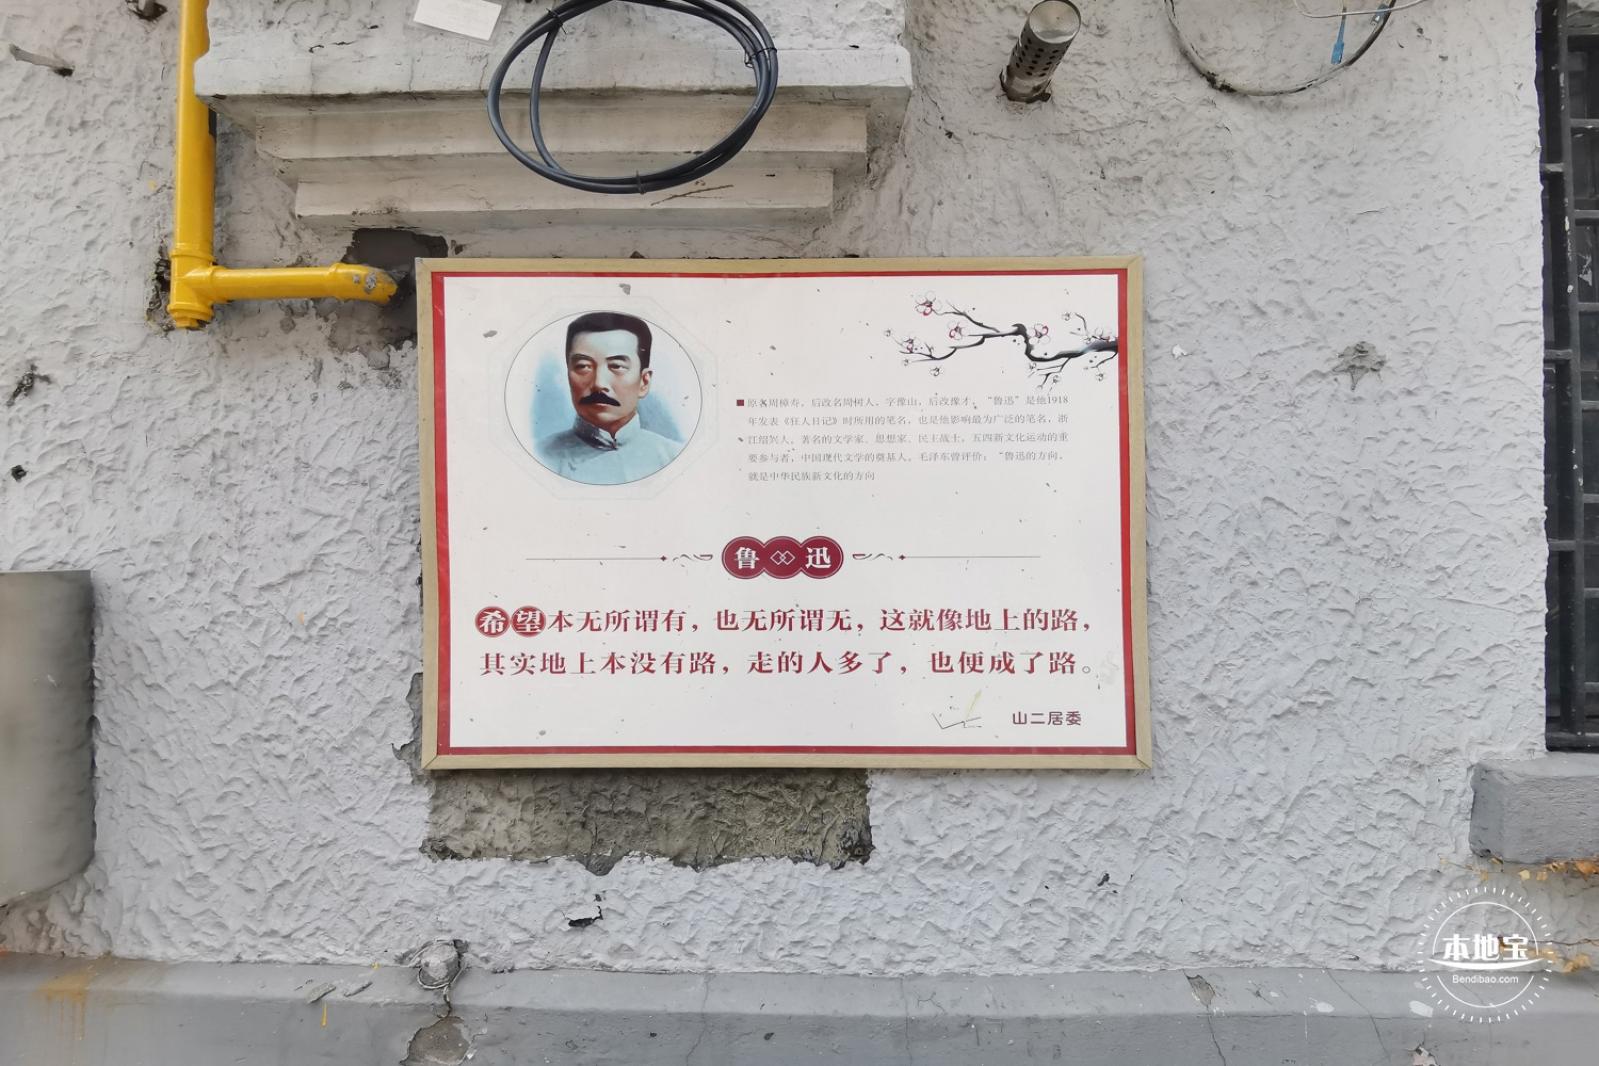 原名周樟寿，后改名周树人，字豫山，后改豫才，“鲁迅”是他1918
年发表《狂人日记》时所用的笔名，也是他影响最为广泛的笔名，浙
江绍兴人。著名的文学家、思想家、民主战士，五四新文化运动的重
要参与者，中国现代文学的奠基人。毛泽东曾评价：“鲁迅的方向，
就是中华民族新文化的方向
鲁迅
希望本无所谓有，也无所谓无，这就像地上的路，
其实地上本没有路，走的人多了，也便成了路。
山二居委
本地宝
Bendibao.com